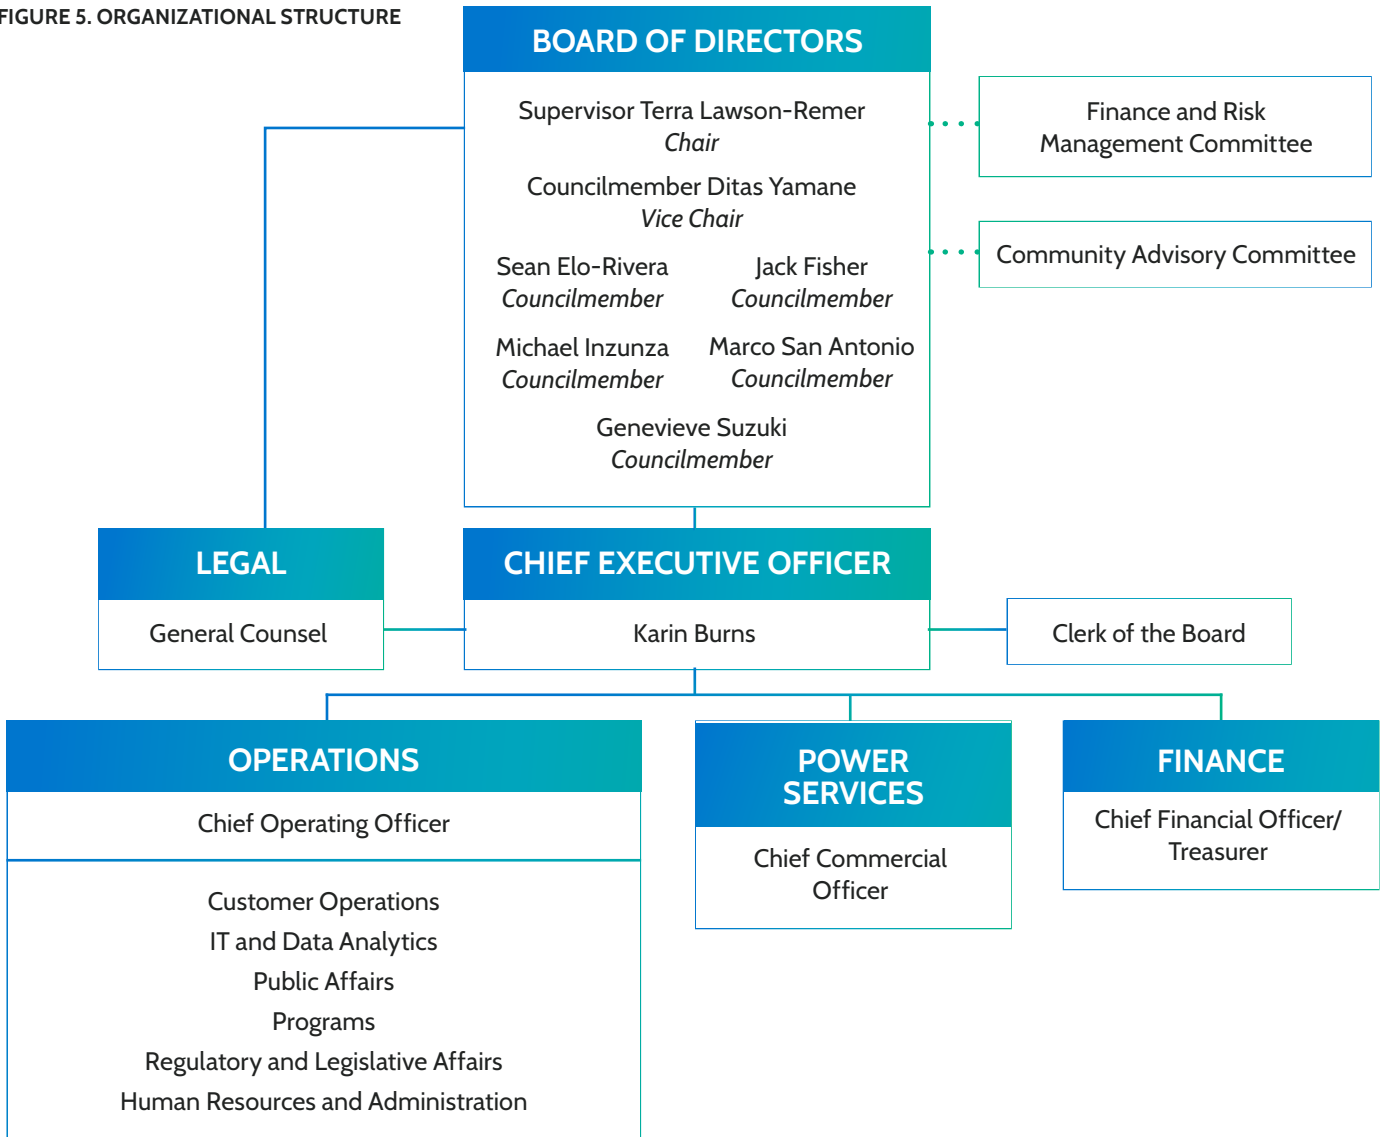 FIGURE 5. ORGANIZATIONAL STRUCTURE
BOARD OF DIRECTORS
Supervisor Terra Lawson-Remer
Chair
Councilmember Ditas Yamane
Vice Chair
Sean Elo-Rivera
Councilmember
Jack Fisher
Councilmember
Michael Inzunza
Councilmember
Marco San Antonio
Councilmember
Genevieve Suzuki
Councilmember
Finance and Risk
Management Committee
Community Advisory Committee
LEGAL
General Counsel
CHIEF EXECUTIVE OFFICER
Karin Burns
Clerk of the Board
OPERATIONS
Chief Operating Officer
Customer Operations
IT and Data Analytics
Public Affairs
Programs
Regulatory and Legislative Affairs
Human Resources and Administration
POWER
SERVICES
Chief Commercial
Officer
FINANCE
Chief Financial Officer/
Treasurer